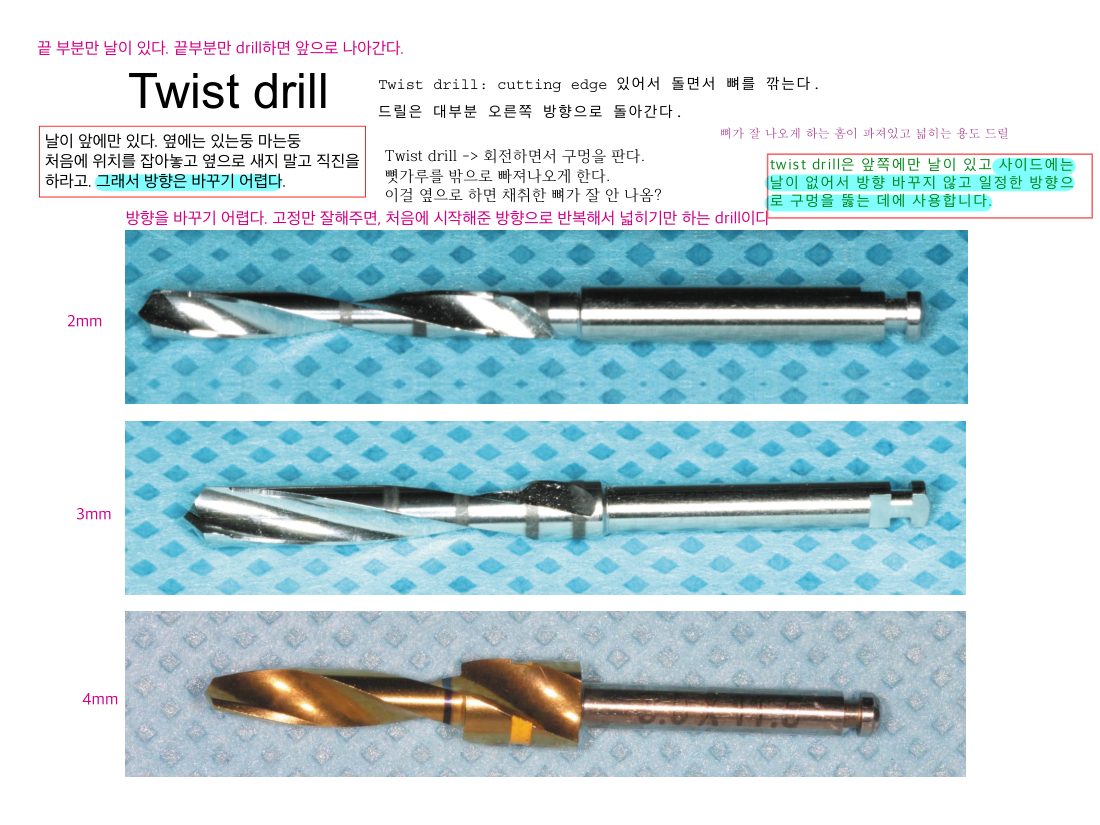 끝 부분만 날이 있다. 끝부분만 drill하면 앞으로 나아간다.
Twist drill
Twist drill: cutting edge 있어서 돌면서 뼈를 깎는다.
드릴은 대부분 오른쪽 방향으로 돌아간다.
뼈가 잘 나오게 하는 홈이 파져있고 넓히는 용도 드릴
날이 앞에만 있다. 옆에는 있는둥 마는둥
처음에 위치를 잡아놓고 옆으로 새지 말고 직진을
하라고. 그래서 방향은 바꾸기 어렵다.
Twist drill -> 회전하면서 구멍을 판다.
뼛가루를 밖으로 빠져나오게 한다.
이걸 옆으로 하면 채취한 뼈가 잘 안 나옴?
twist drill은 앞쪽에만 날이 있고 사이드에는
날이 없어서 방향 바꾸지 않고 일정한 방향으
로 구멍을 뚫는 데에 사용합니다.
방향을 바꾸기 어렵다. 고정만 잘해주면, 처음에 시작해준 방향으로 반복해서 넓히기만 하는 drill이다
2mm
3mm
4mm